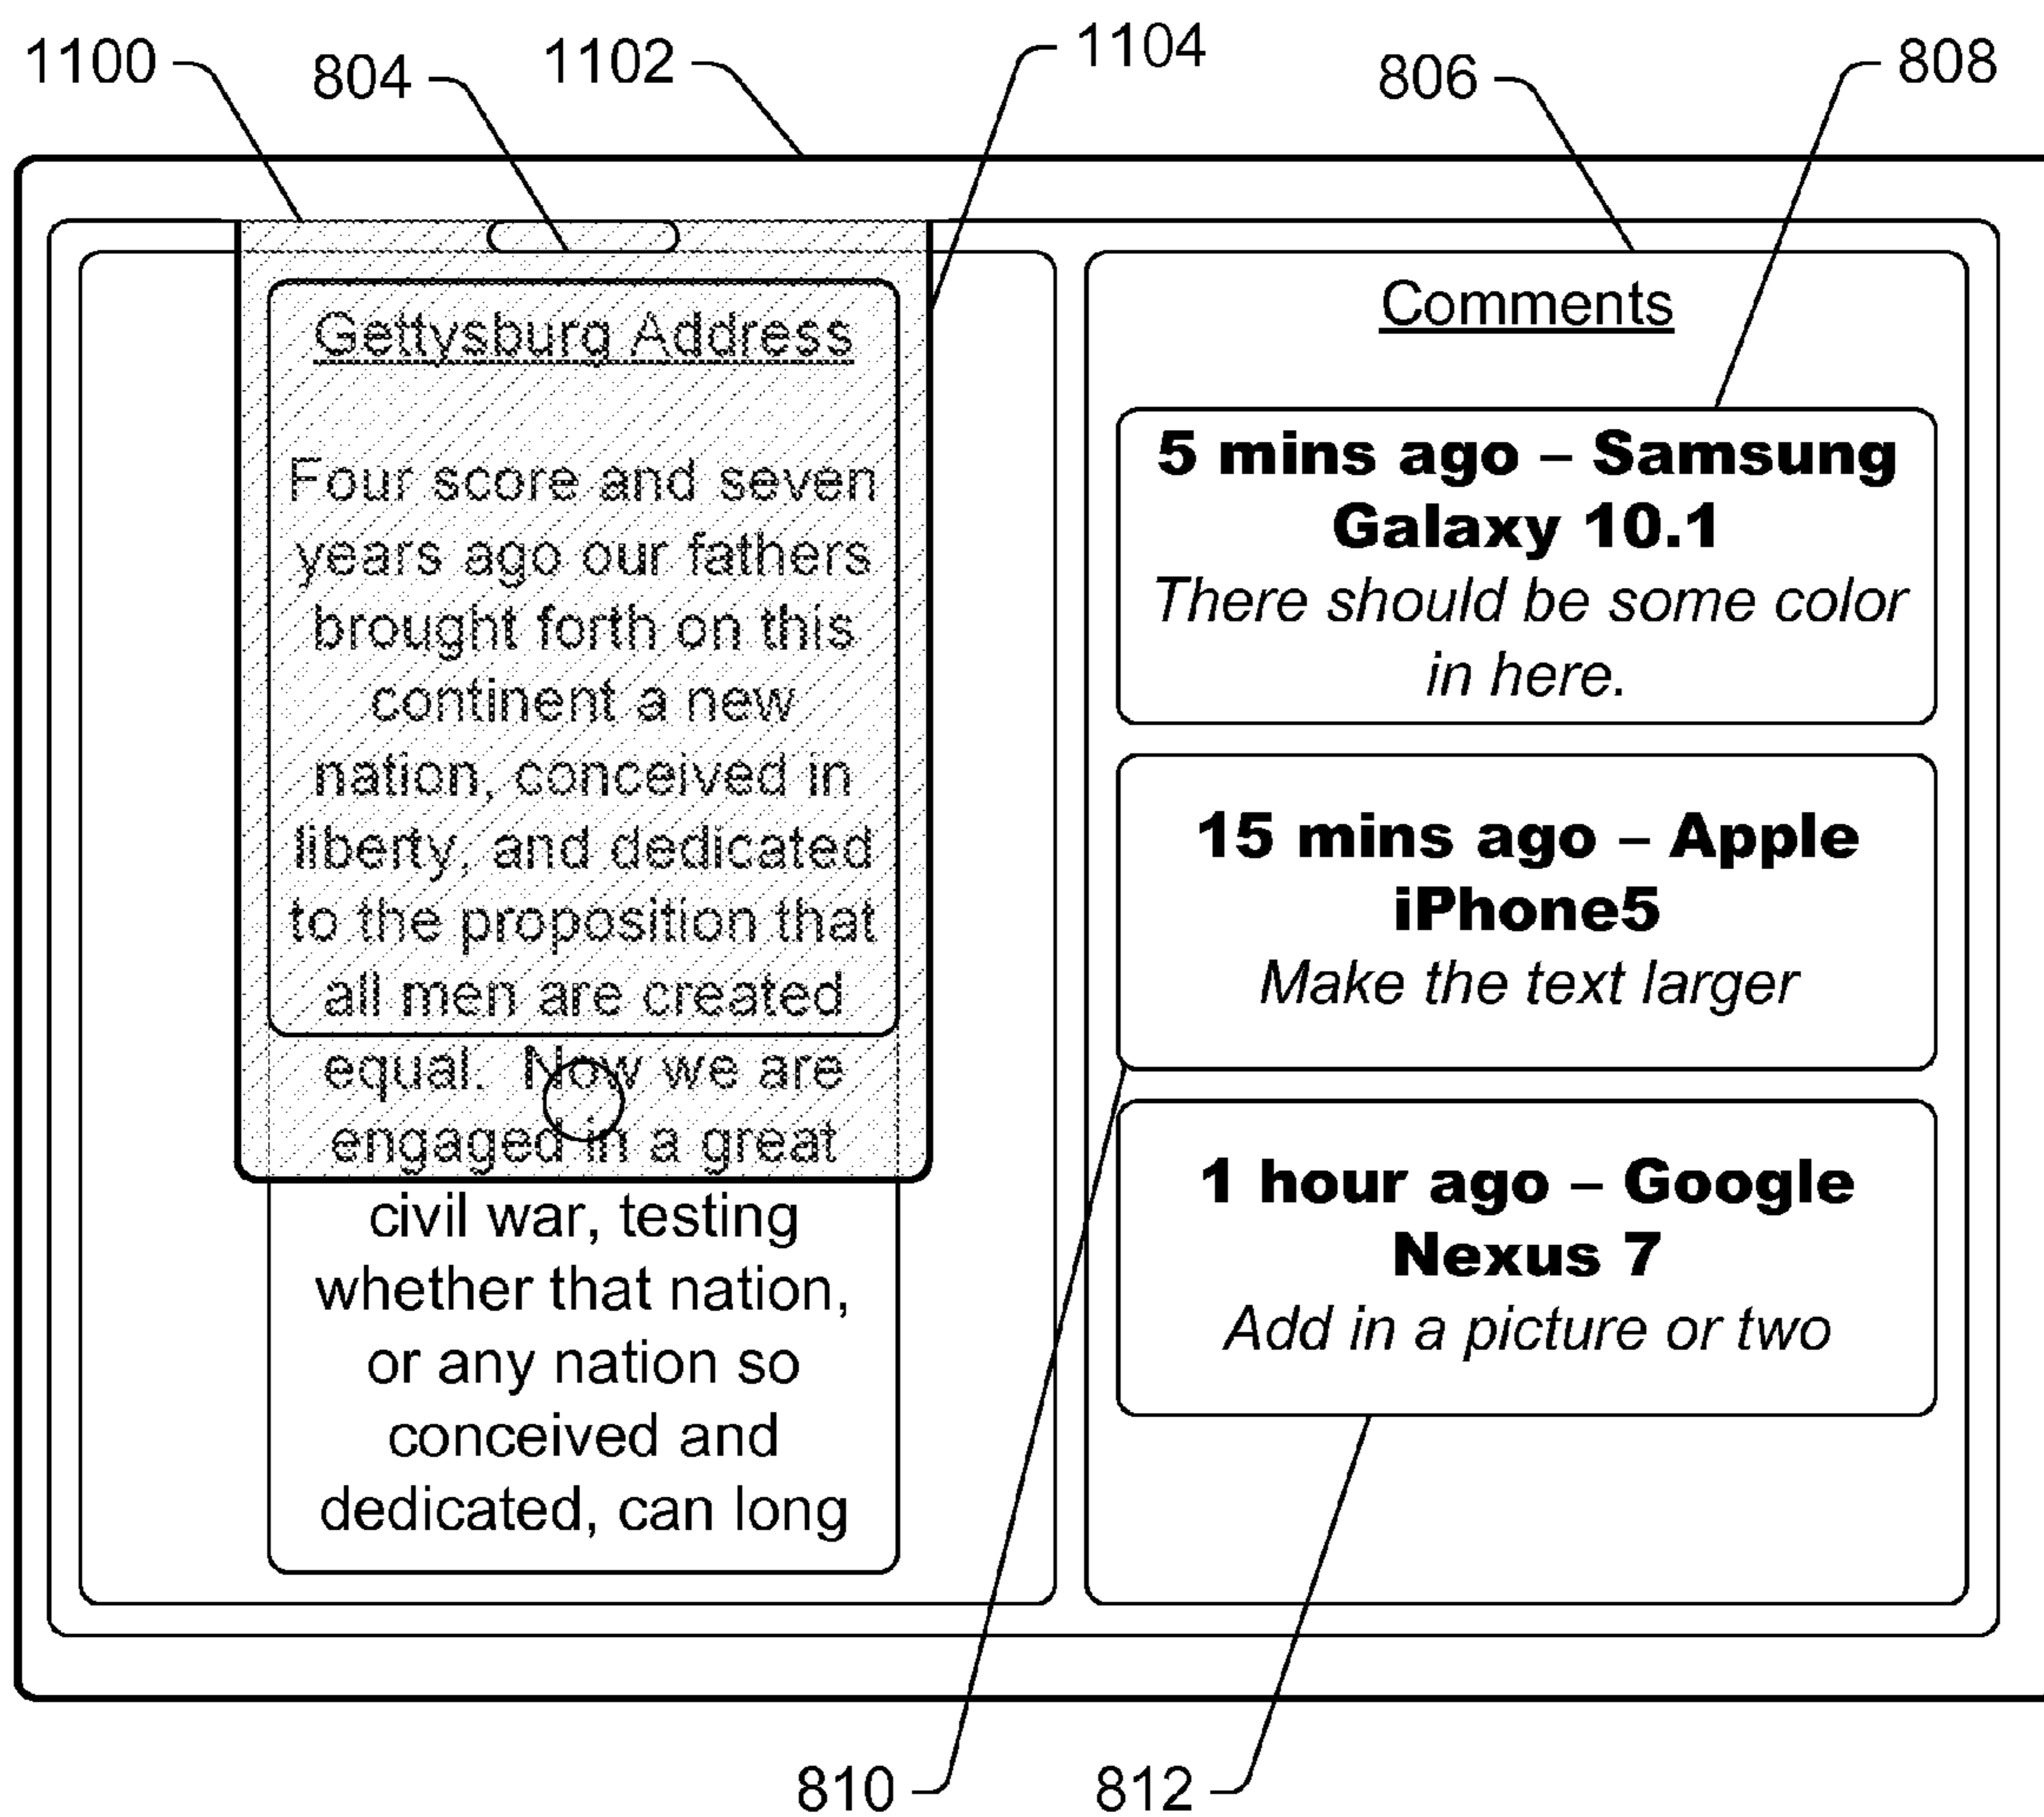 1100
804
1102
1104
806
808
Gettysburg Address
Four score and seven
years ago our fathers
brought forth on this
continent a new
nation, conceived in
liberty, and dedicated
to the proposition that
all men are created
equal. Now we are
engaged in a great
civil war, testing
whether that nation,
or any nation so
conceived and
dedicated, can long
Comments
5 mins ago – Samsung
Galaxy 10.1
There should be some color
in here.
15 mins ago – Apple
iPhone5
Make the text larger
1 hour ago – Google
Nexus 7
Add in a picture or two
810
812